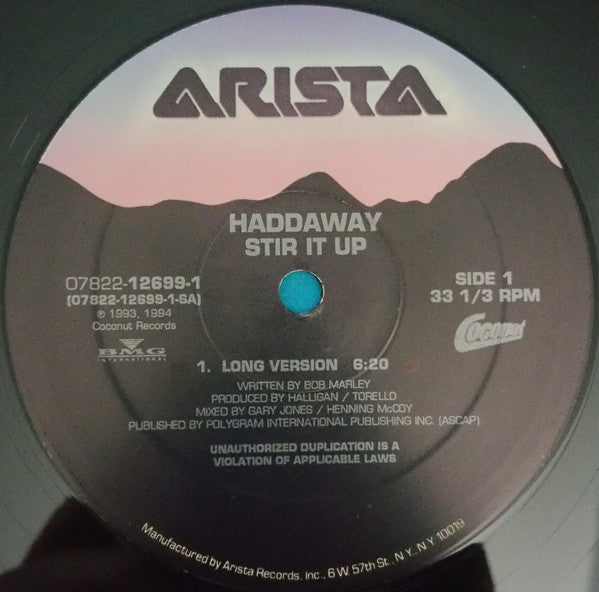 ARISTA
HADDAWAY
STIR IT UP
07822-12699-1
(07822-12699-1-SA)
℗ 1993, 1994
Coconut Records
BMG
INTERNATIONAL
SIDE 1
33 1/3 RPM
Coconut
1. LONG VERSION 6:20
WRITTEN BY BOB MARLEY
PRODUCED BY HALLIGAN / TORELLO
MIXED BY GARY JONES / HENNING McCOY
PUBLISHED BY POLYGRAM INTERNATIONAL PUBLISHING INC. (ASCAP)
UNAUTHORIZED DUPLICATION IS A
VIOLATION OF APPLICABLE LAWS
Manufactured by Arista Records, Inc., 6 W. 57th St., N.Y., N.Y. 10019